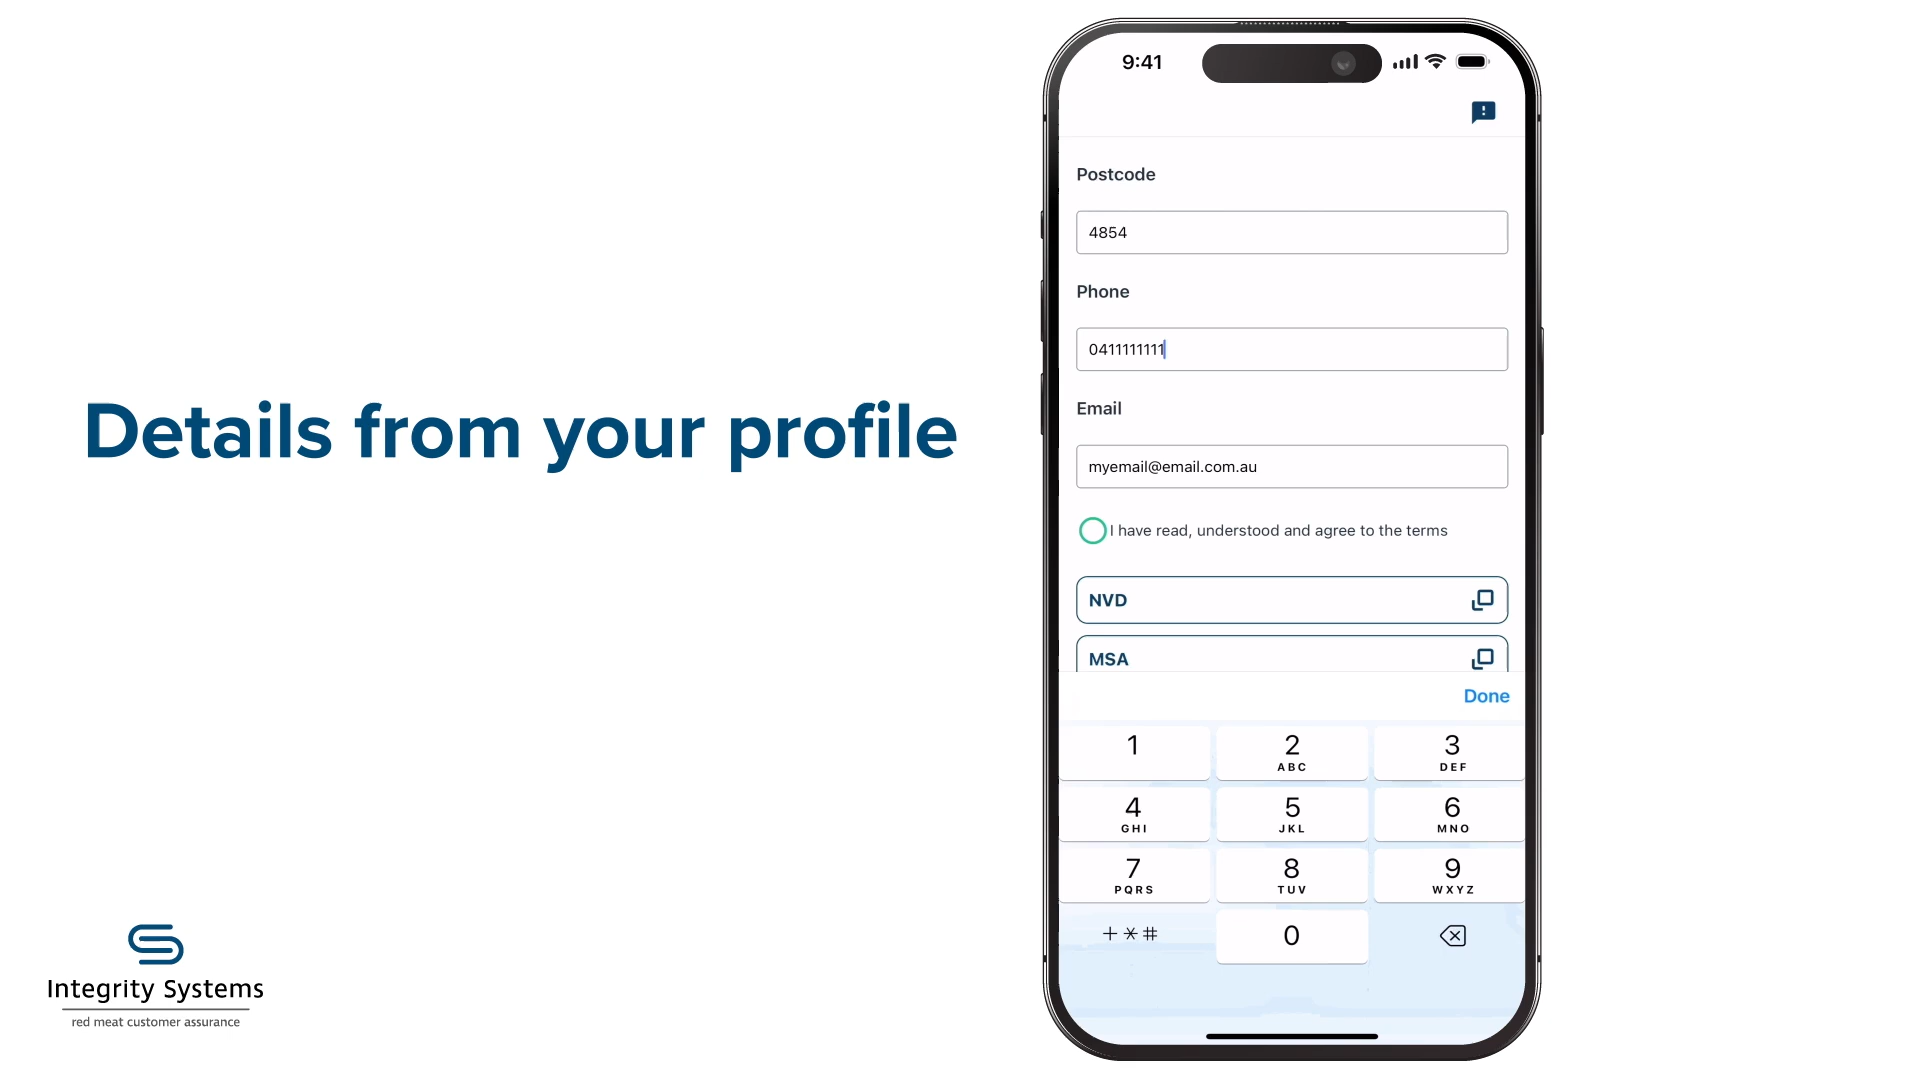 Details from your profile
Integrity Systems
red meat customer assurance
9:41
Postcode
4854
Phone
0411111111
Email
myemail@email.com.au
I have read, understood and agree to the terms
NVD
MSA
Done
1
2
ABC
3
DEF
4
GHI
5
JKL
6
MNO
7
PQRS
8
TUV
9
WXYZ
+*#
0